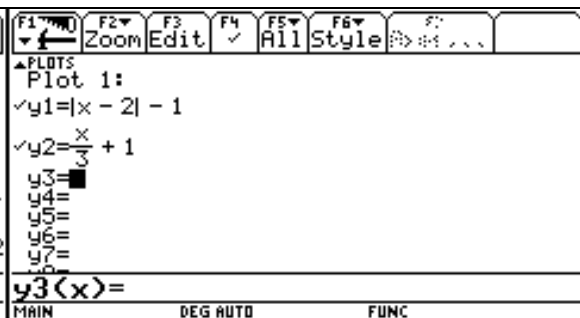 F1 F2▾ F3 F4 F5▾ F6▾
Zoom Edit ✓ All Style
▲PLOTS
Plot 1:
✓y1=|x - 2| - 1
✓y2=x/3 + 1
y3=
y4=
y5=
y6=
y7=
y3(x)=
MAIN DEG AUTO FUNC